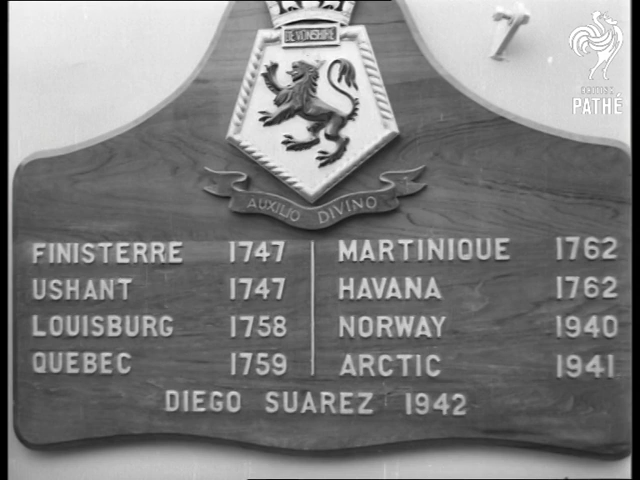 DEVONSHIRE
BRITISH
PATHÉ
AUXILIO DIVINO
FINISTERRE 1747
USHANT 1747
LOUISBURG 1758
QUEBEC 1759
MARTINIQUE 1762
HAVANA 1762
NORWAY 1940
ARCTIC 1941
DIEGO SUAREZ 1942